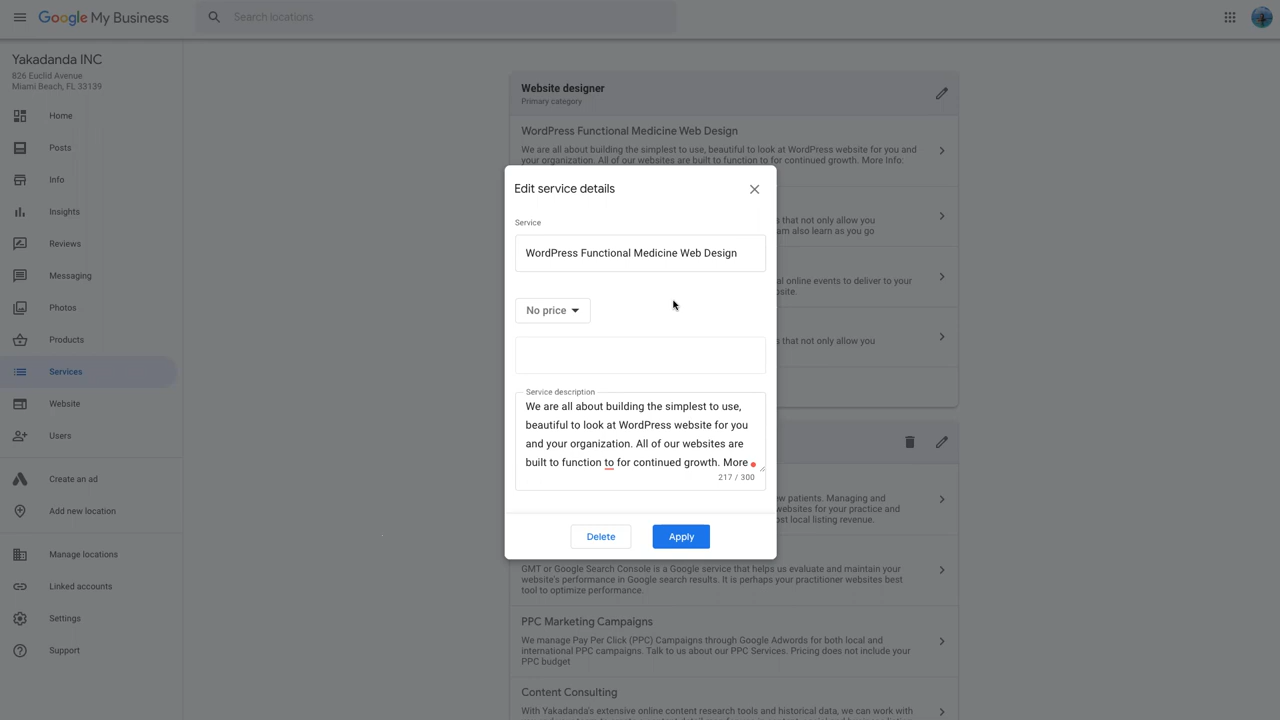 Google My Business
Search locations
Yakadanda INC
826 Euclid Avenue
Miami Beach, FL 33139
Home
Posts
Info
Insights
Reviews
Messaging
Photos
Products
Services
Website
Users
Create an ad
Add new location
Manage locations
Linked accounts
Settings
Support
Website designer
Primary category
WordPress Functional Medicine Web Design
We are all about building the simplest to use, beautiful to look at WordPress website for you and
your organization. All of our websites are built to function to for continued growth. More Info:
s that not only allow you
am also learn as you go
al online events to deliver to your
site.
s that not only allow you
Edit service details
Service
WordPress Functional Medicine Web Design
No price
Service description
We are all about building the simplest to use,
beautiful to look at WordPress website for you
and your organization. All of our websites are
built to function to for continued growth. More
217 / 300
Delete
Apply
ew patients. Managing and
websites for your practice and
ost local listing revenue.
GMT or Google Search Console is a Google service that helps us evaluate and maintain your
website's performance in Google search results. It is perhaps your practitioner websites best
tool to optimize performance.
PPC Marketing Campaigns
We manage Pay Per Click (PPC) Campaigns through Google Adwords for both local and
international PPC campaigns. Talk to us about our PPC Services. Pricing does not include your
PPC budget
Content Consulting
With Yakadanda's extensive online content research tools and historical data, we can work with